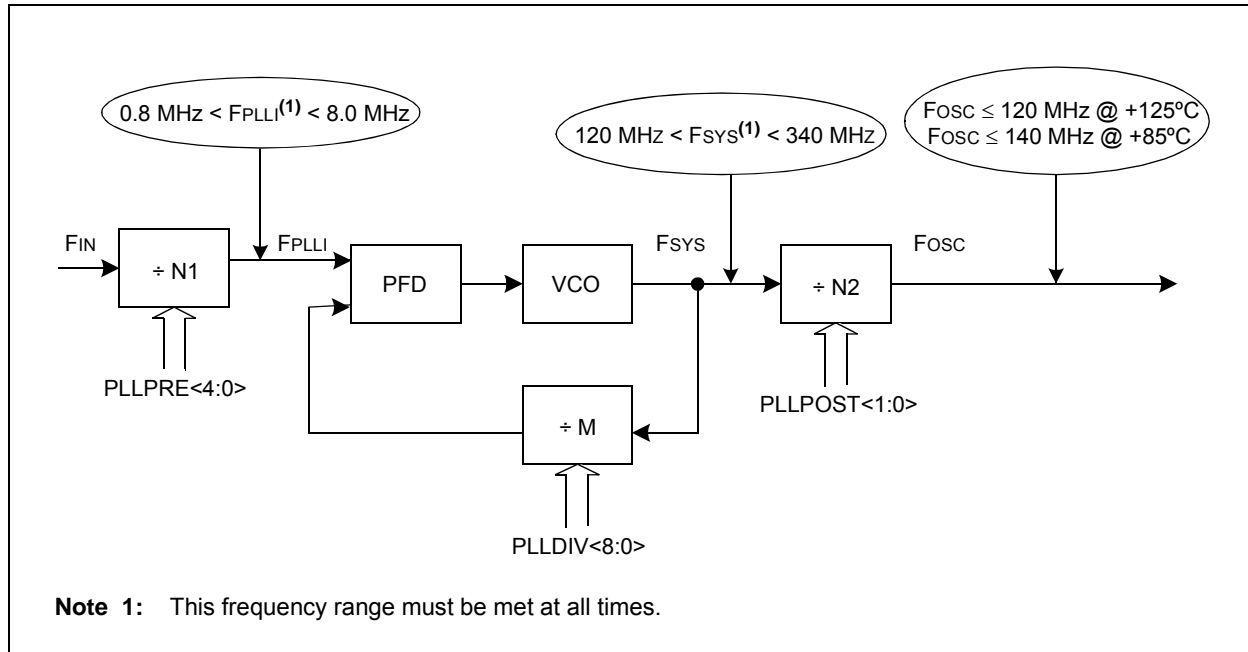 0.8 MHz < FPLLI(1) < 8.0 MHz
120 MHz < FSYS(1) < 340 MHz
FOSC ≤ 120 MHz @ +125ºC
FOSC ≤ 140 MHz @ +85ºC
FIN
÷ N1
FPLLI
PFD
VCO
FSYS
÷ N2
FOSC
PLLPRE<4:0>
PLLPOST<1:0>
÷ M
PLLDIV<8:0>
Note 1: This frequency range must be met at all times.